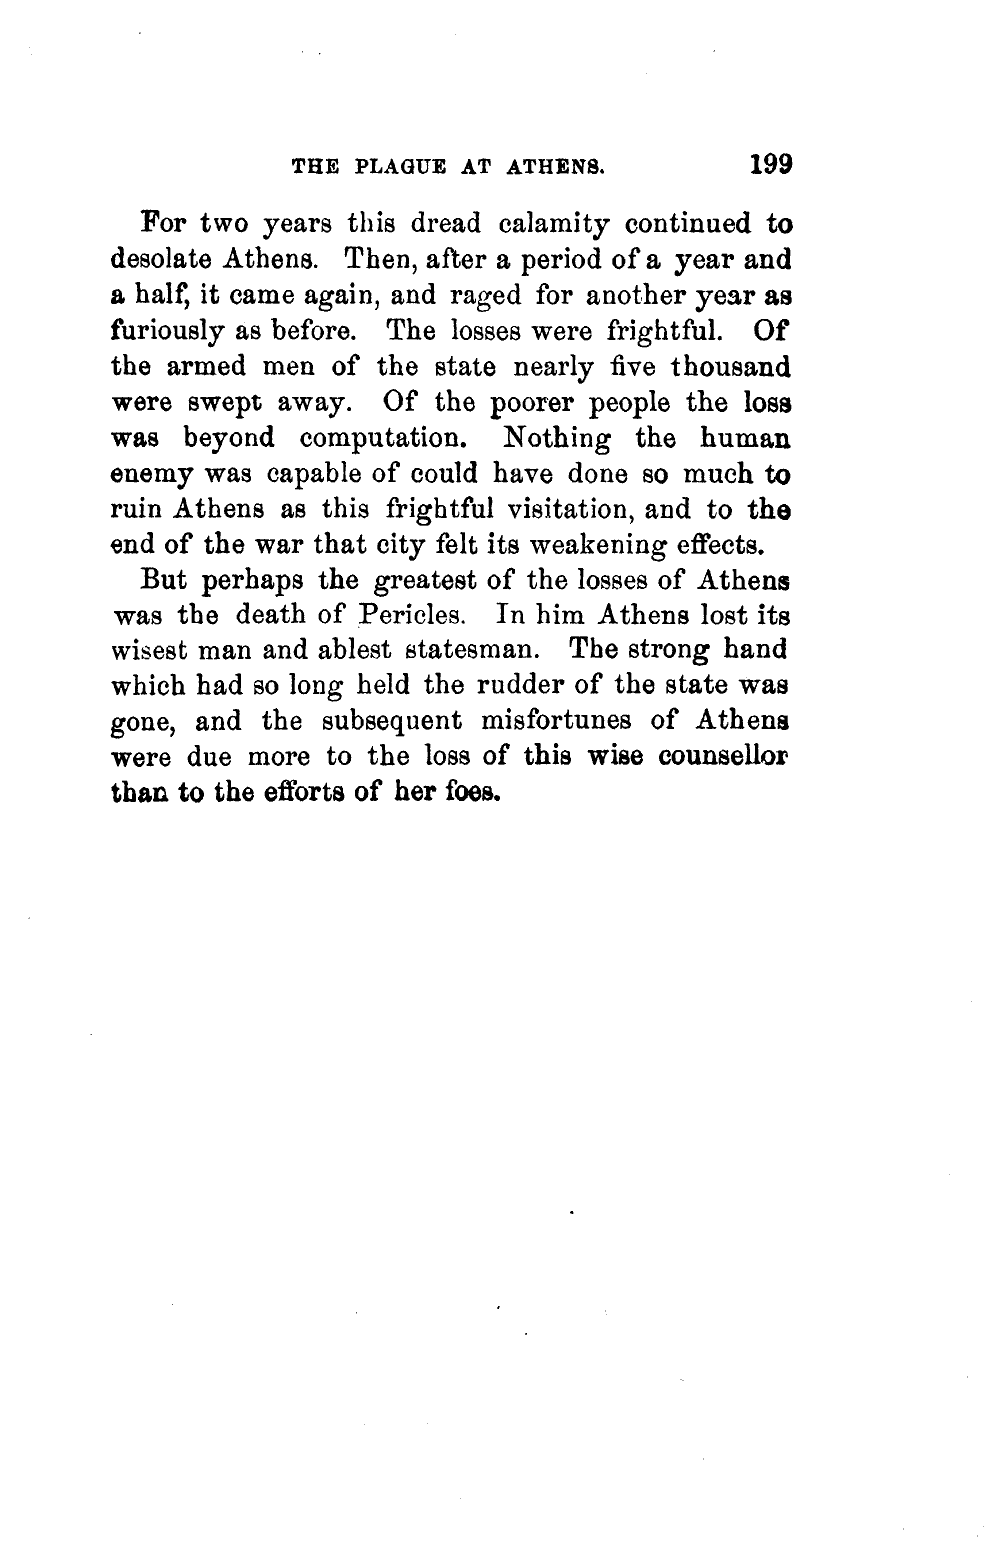 THE PLAGUE AT ATHENS. 199
For two years this dread calamity continued to
desolate Athens. Then, after a period of a year and
a half, it came again, and raged for another year as
furiously as before. The losses were frightful. Of
the armed men of the state nearly five thousand
were swept away. Of the poorer people the loss
was beyond computation. Nothing the human
enemy was capable of could have done so much to
ruin Athens as this frightful visitation, and to the
end of the war that city felt its weakening effects.
But perhaps the greatest of the losses of Athens
was the death of Pericles. In him Athens lost its
wisest man and ablest statesman. The strong hand
which had so long held the rudder of the state was
gone, and the subsequent misfortunes of Athens
were due more to the loss of this wise counsellor
than to the efforts of her foes.